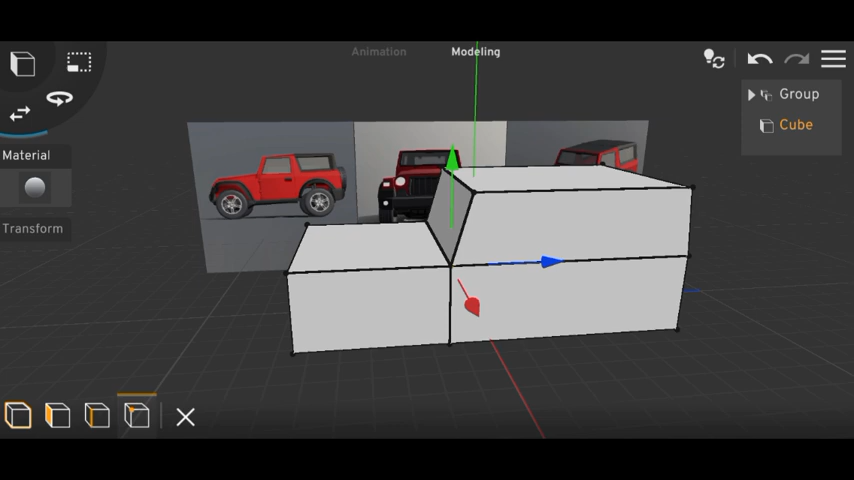 Animation
Modeling
Group
Cube
Material
Transform